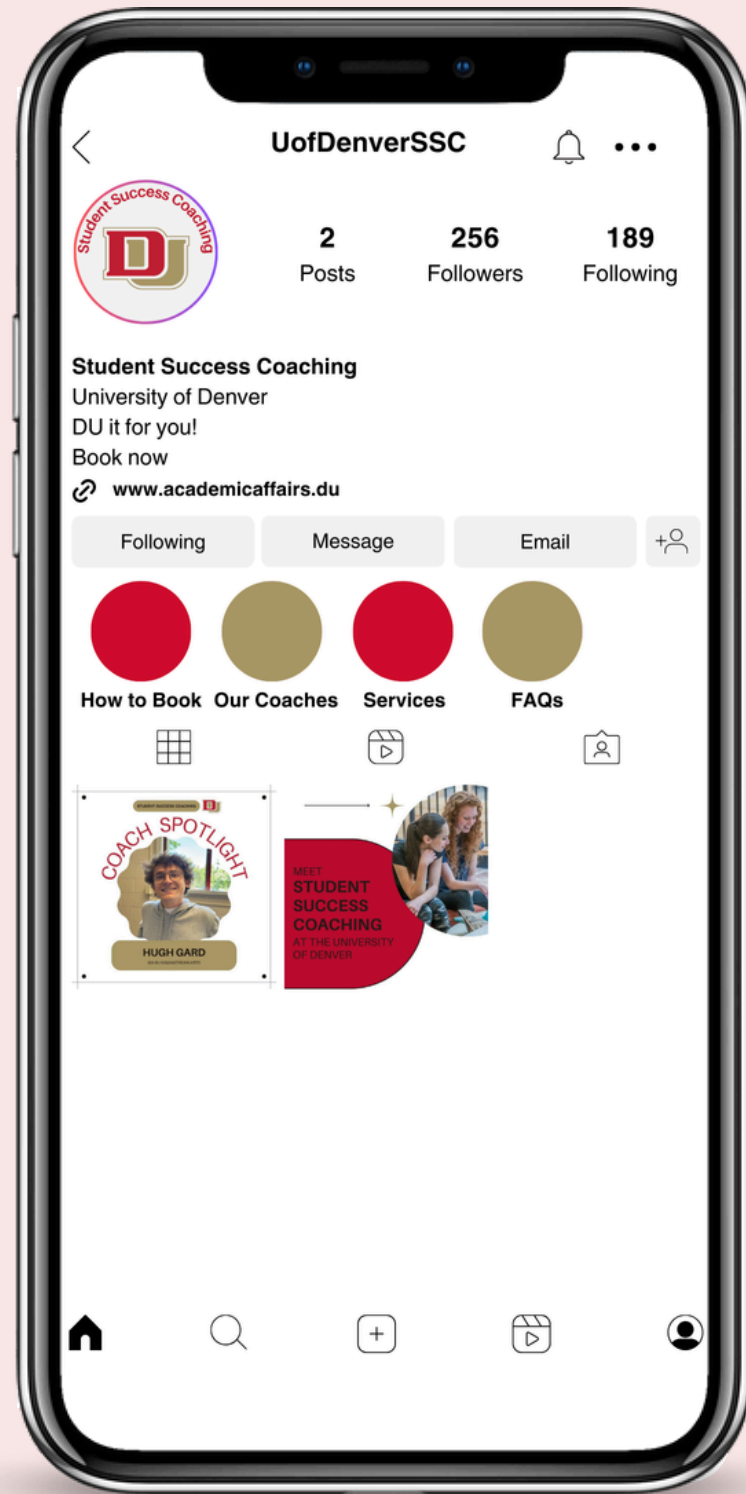 UofDenverSSC
Student Success Coaching
DU
2
Posts
256
Followers
189
Following
Student Success Coaching
University of Denver
DU it for you!
Book now
www.academicaffairs.du
Following
Message
Email
How to Book
Our Coaches
Services
FAQs
STUDENT SUCCESS COACHING
COACH SPOTLIGHT
HUGH GARD
MEET
STUDENT
SUCCESS
COACHING
AT THE UNIVERSITY
OF DENVER